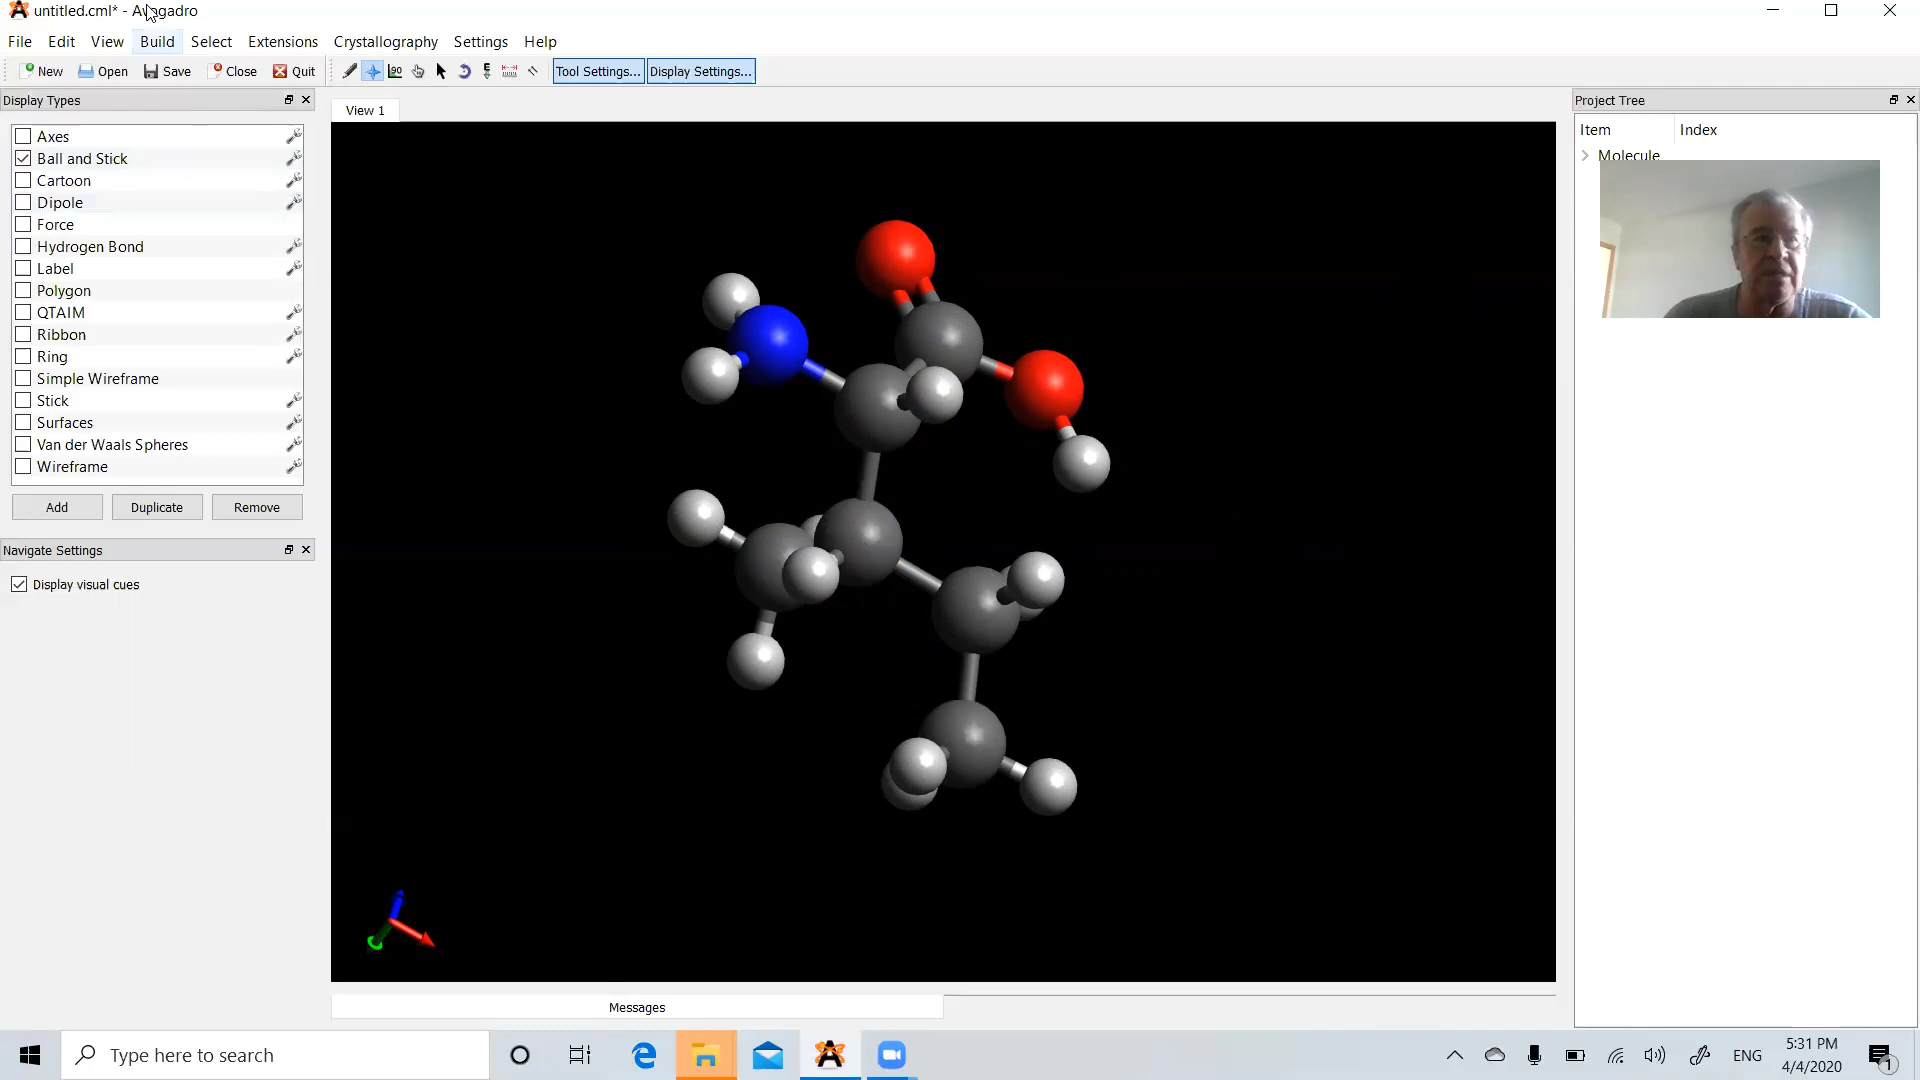 untitled.cml* - Avogadro
File Edit View Build Select Extensions Crystallography Settings Help
New Open Save Close Quit Tool Settings... Display Settings...
Display Types
View 1
Project Tree
Axes
Ball and Stick
Cartoon
Dipole
Force
Hydrogen Bond
Label
Polygon
QTAIM
Ribbon
Ring
Simple Wireframe
Stick
Surfaces
Van der Waals Spheres
Wireframe
Add Duplicate Remove
Navigate Settings
Display visual cues
Item Index
Molecule
Messages
Type here to search
ENG
5:31 PM
4/4/2020
1